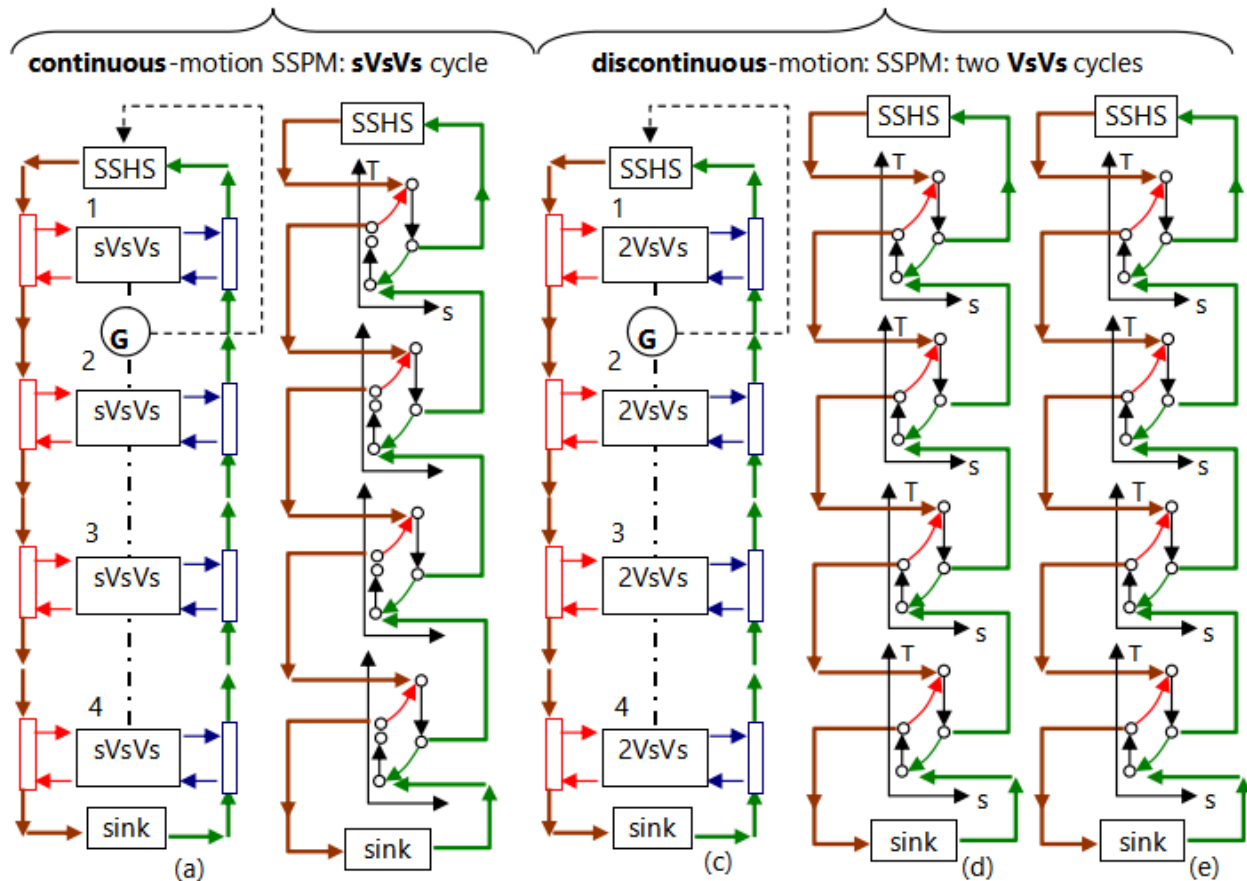 continuous-motion SSPM: sVsVs cycle
discontinuous-motion: SSPM: two VsVs cycles
SSHS
1
sVsVs
G
2
sVsVs
3
sVsVs
4
sVsVs
sink
(a)
SSHS
T
s
sink
SSHS
1
2VsVs
G
2
2VsVs
3
2VsVs
4
2VsVs
sink
(c)
SSHS
T
s
T
s
T
s
T
s
sink
(d)
SSHS
T
s
T
s
T
s
T
s
sink
(e)